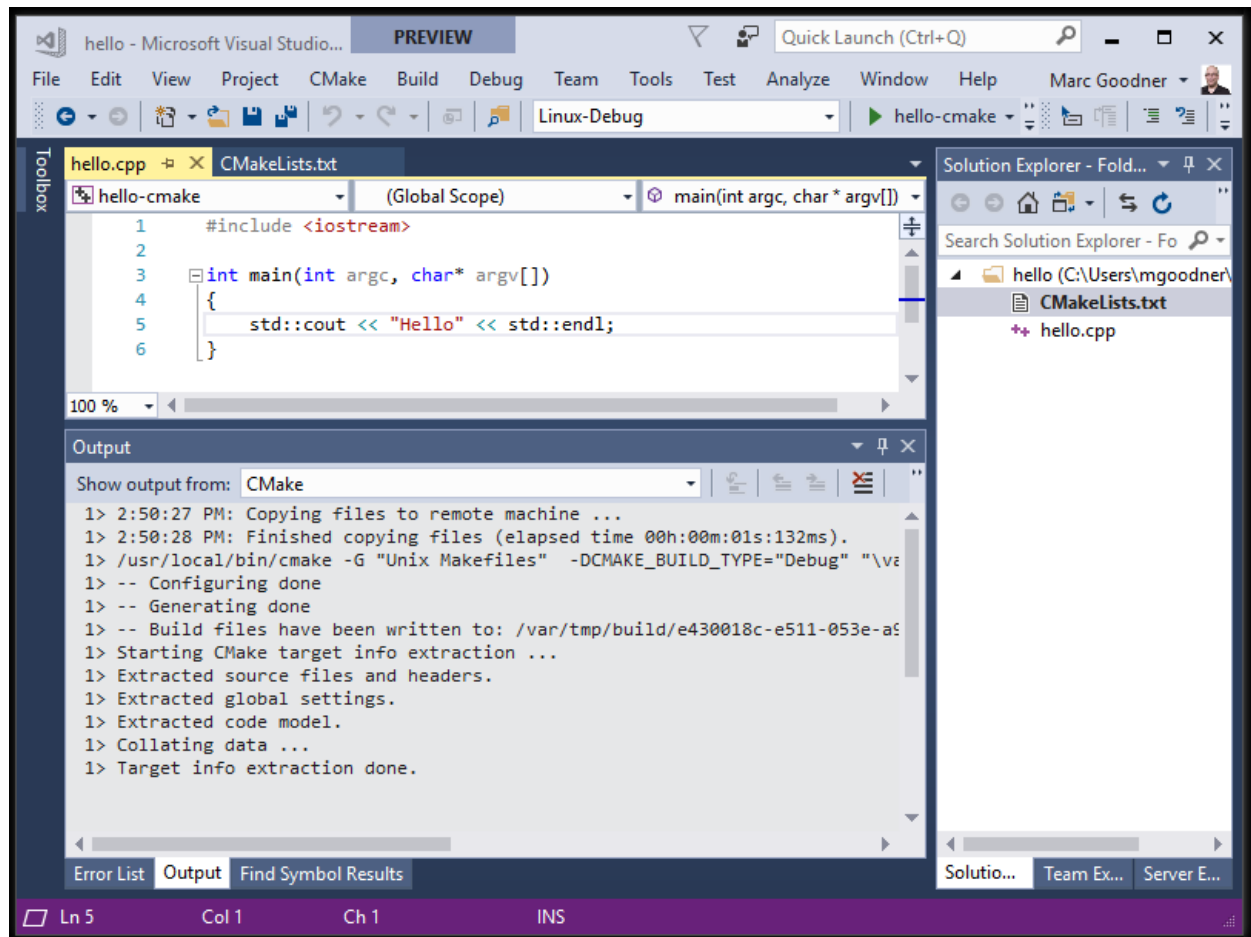 hello - Microsoft Visual Studio... PREVIEW Quick Launch (Ctrl+Q)
File Edit View Project CMake Build Debug Team Tools Test Analyze Window Help Marc Goodner
Linux-Debug hello-cmake
Toolbox
hello.cpp CMakeLists.txt
hello-cmake (Global Scope) main(int argc, char * argv[])
1 #include <iostream>
2
3 int main(int argc, char* argv[])
4 {
5 std::cout << "Hello" << std::endl;
6 }
100 %
Output
Show output from: CMake
1> 2:50:27 PM: Copying files to remote machine ...
1> 2:50:28 PM: Finished copying files (elapsed time 00h:00m:01s:132ms).
1> /usr/local/bin/cmake -G "Unix Makefiles" -DCMAKE_BUILD_TYPE="Debug" "\va
1> -- Configuring done
1> -- Generating done
1> -- Build files have been written to: /var/tmp/build/e430018c-e511-053e-a9
1> Starting CMake target info extraction ...
1> Extracted source files and headers.
1> Extracted global settings.
1> Extracted code model.
1> Collating data ...
1> Target info extraction done.
Error List Output Find Symbol Results
Solution Explorer - Fold...
Search Solution Explorer - Fo
hello (C:\Users\mgoodner\
CMakeLists.txt
hello.cpp
Solutio... Team Ex... Server E...
Ln 5 Col 1 Ch 1 INS